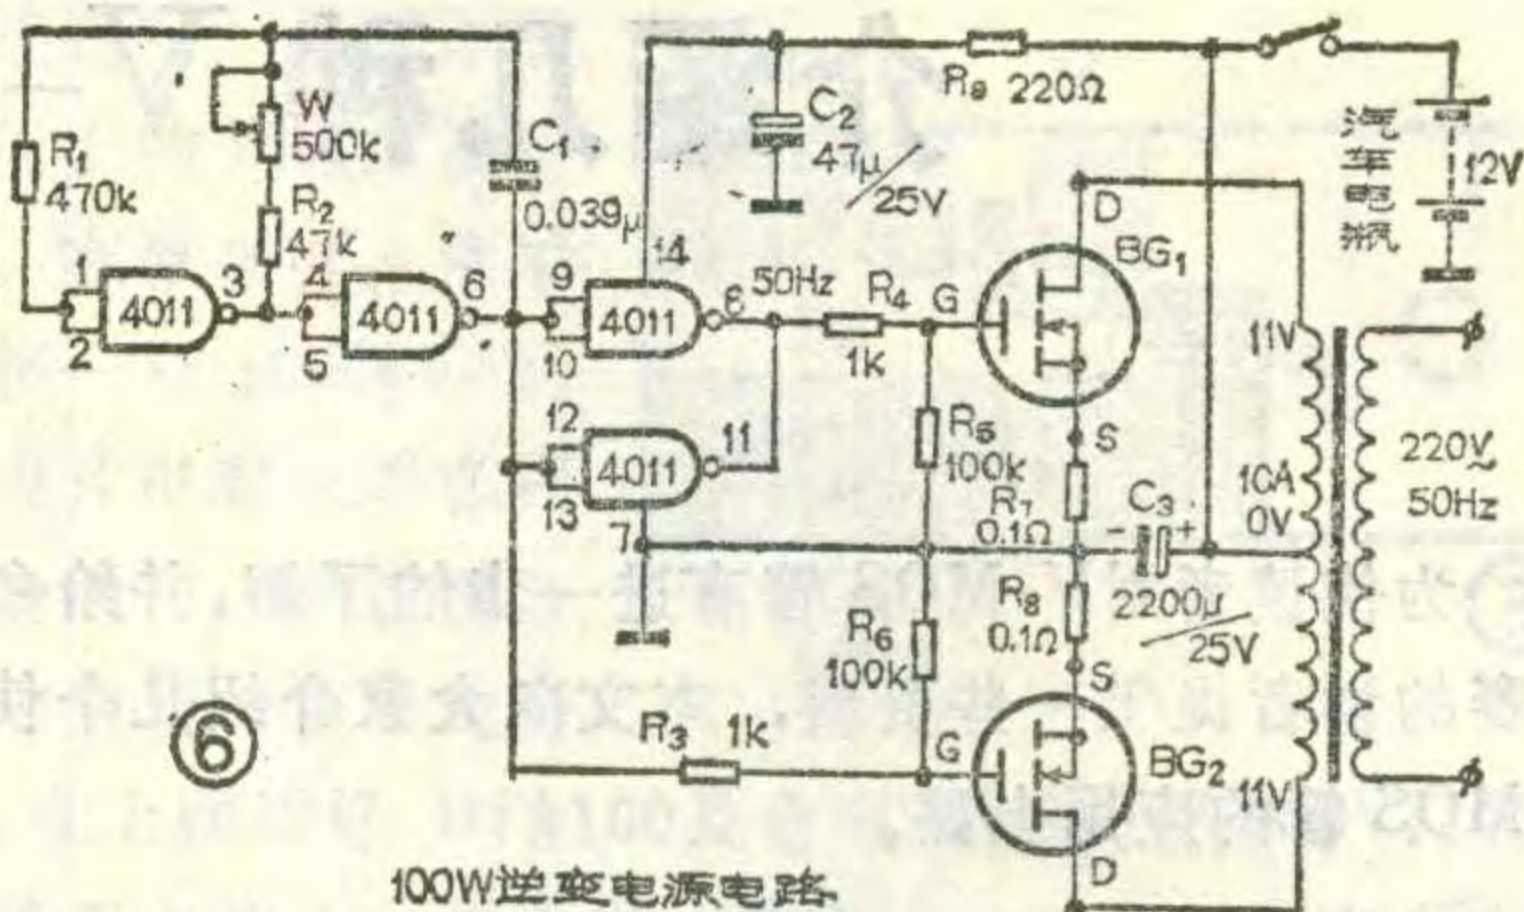 R₁
470k
W
500k
R₂
47k
C₁
0.039μ
C₂
47μ/25V
R₉ 220Ω
汽车电瓶
12V
1
2
4011
3
4
5
4011
6
9
10
4011
14
8
50Hz
R₄
1k
G
D
BG₁
S
12
13
4011
11
7
R₅
100k
R₇
0.1Ω
C₃
- +
2200μ/25V
11V
10A
0V
11V
220V~
50Hz
R₆
100k
R₈
0.1Ω
S
R₃ 1k
G
BG₂
D
⑥
100W逆变电源电路